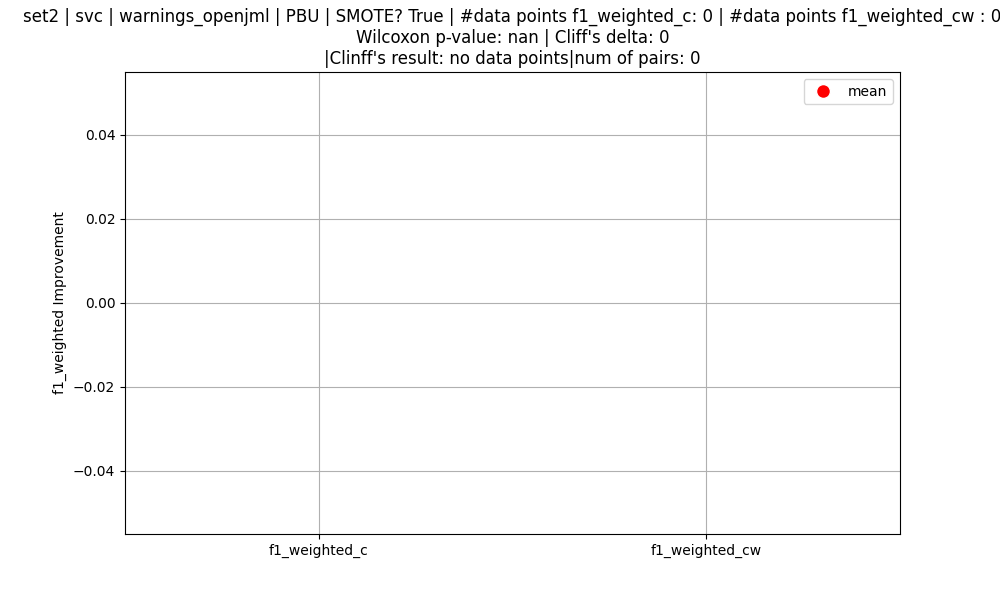 set2 | svc | warnings_openjml | PBU | SMOTE? True | #data points f1_weighted_c: 0 | #data points f1_weighted_cw : 0
Wilcoxon p-value: nan | Cliff's delta: 0
|Clinff's result: no data points|num of pairs: 0
mean
0.04
0.02
0.00
−0.02
−0.04
f1_weighted Improvement
f1_weighted_c
f1_weighted_cw